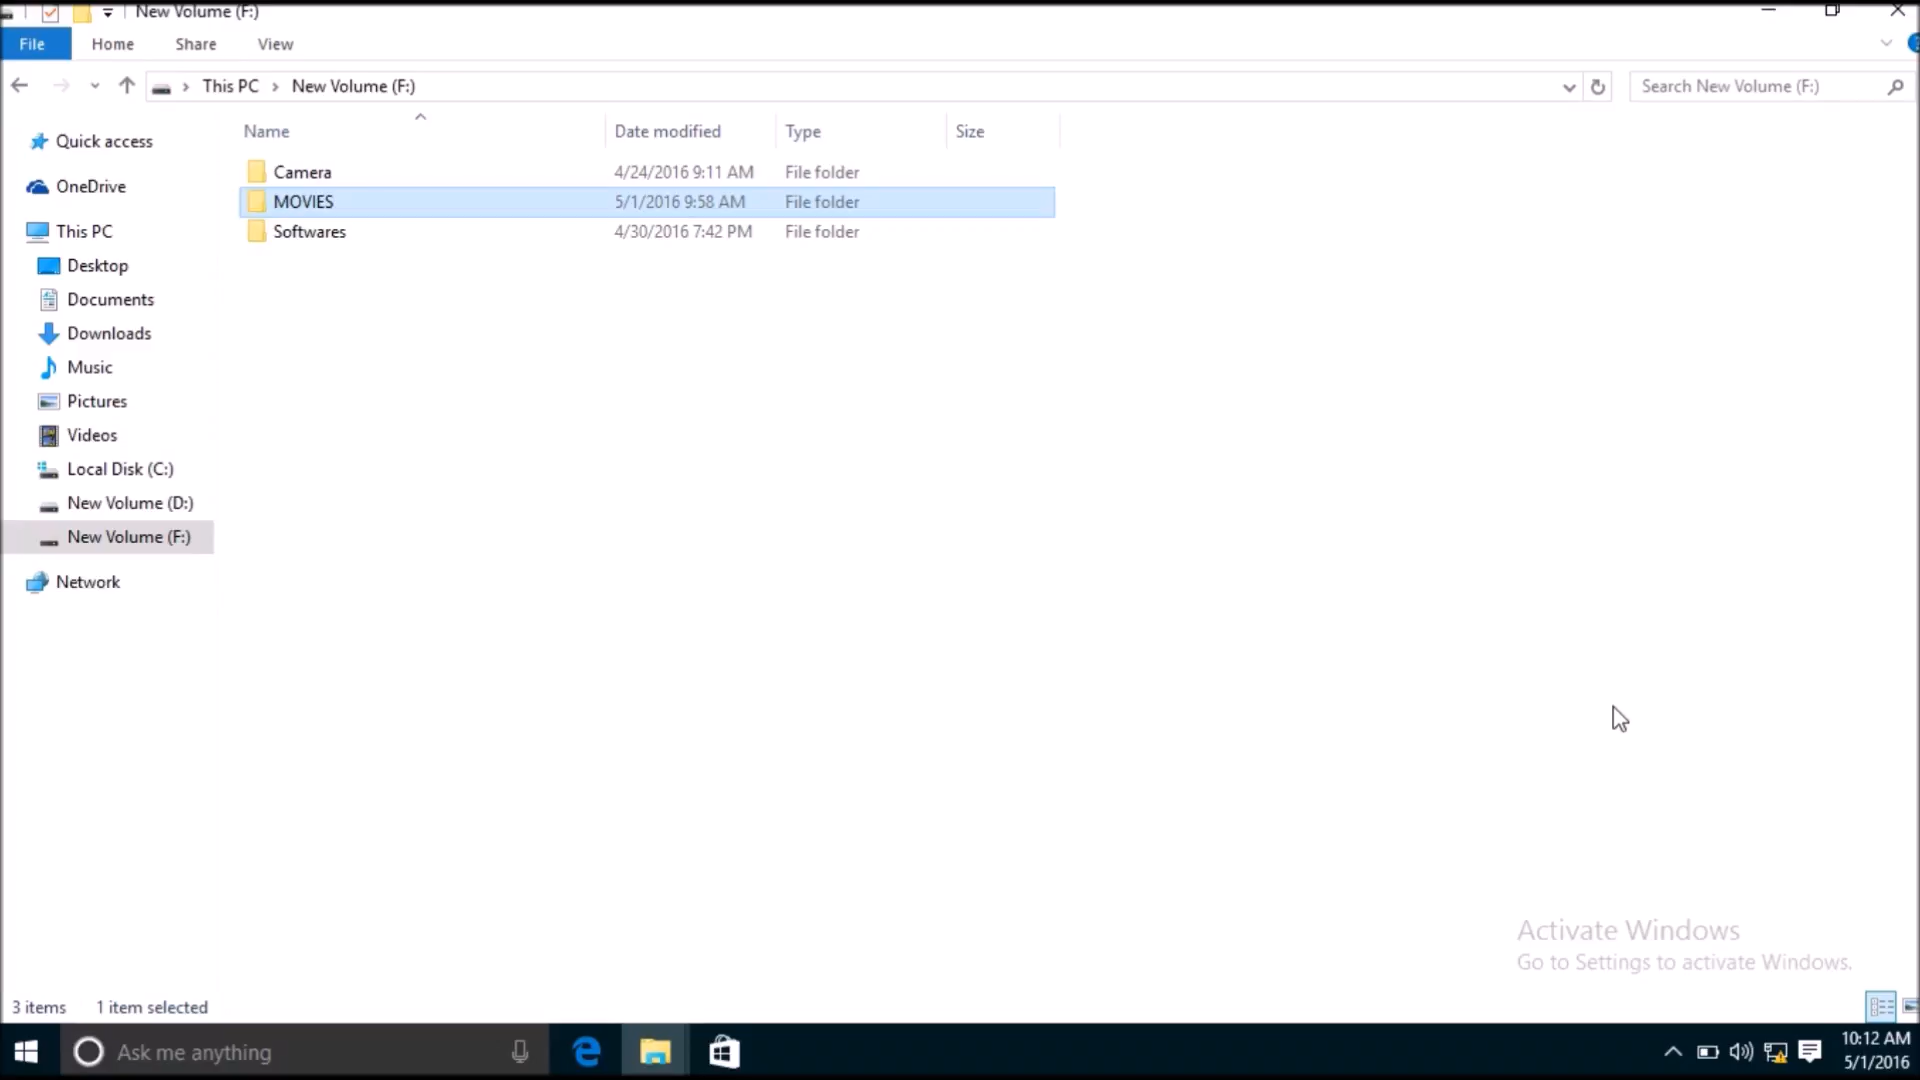 New Volume (F:)
File Home Share View
This PC New Volume (F:) Search New Volume (F:)
Name Date modified Type Size
Quick access
OneDrive
This PC
Desktop
Documents
Downloads
Music
Pictures
Videos
Local Disk (C:)
New Volume (D:)
New Volume (F:)
Network
Camera 4/24/2016 9:11 AM File folder
MOVIES 5/1/2016 9:58 AM File folder
Softwares 4/30/2016 7:42 PM File folder
Activate Windows
Go to Settings to activate Windows.
3 items 1 item selected
Ask me anything
10:12 AM
5/1/2016